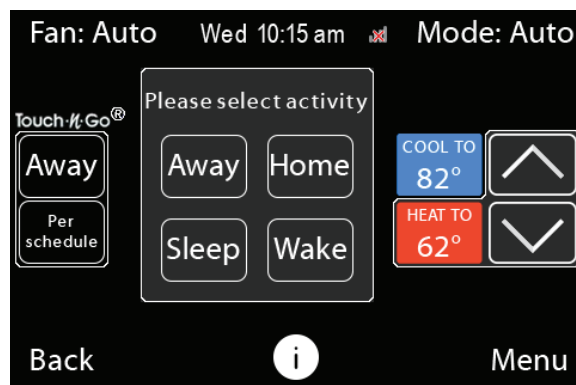 Fan: Auto
Wed 10:15 am
Mode: Auto
Touch-N-Go®
Away
Per
schedule
Please select activity
Away
Home
Sleep
Wake
COOL TO
82°
HEAT TO
62°
Back
i
Menu